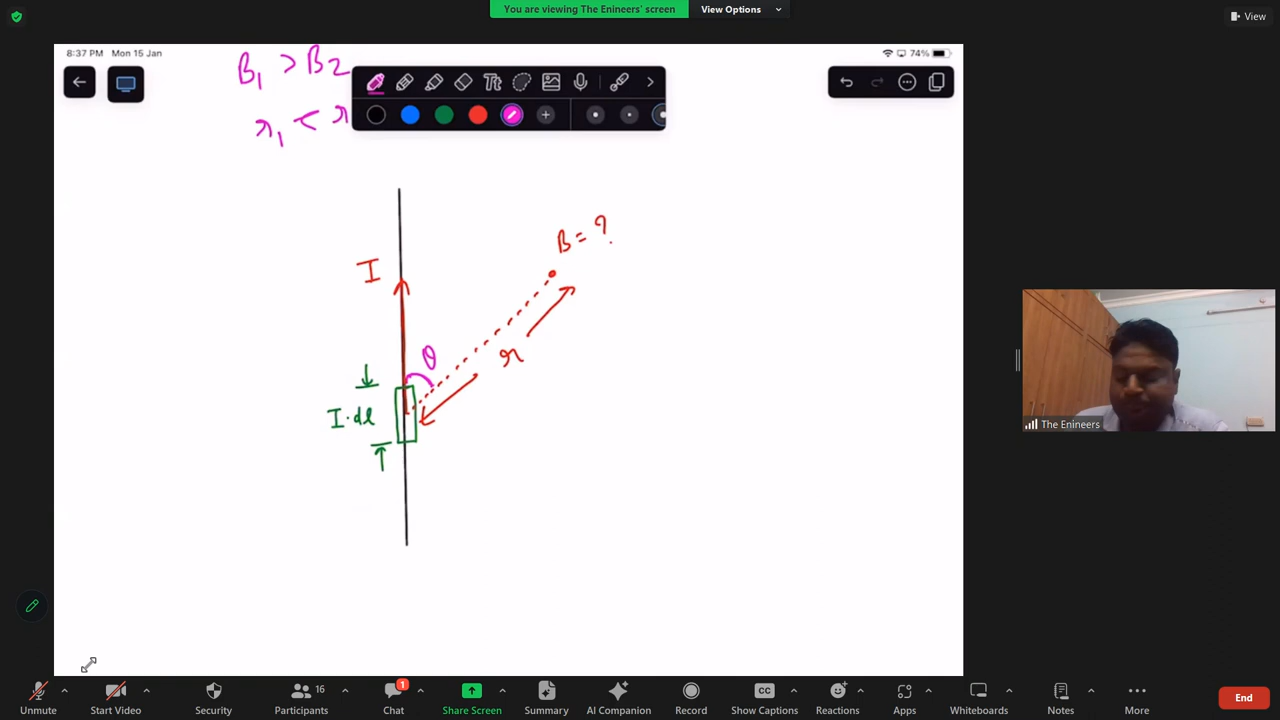 You are viewing The Enineers' screen
View Options
View
8:37 PM Mon 15 Jan
74%
B1 > B2
r1 < r
Tt
I
B = ?
θ
r
I·dl
The Enineers
Unmute
Start Video
Security
16
Participants
1
Chat
Share Screen
Summary
AI Companion
Record
CC
Show Captions
Reactions
Apps
Whiteboards
Notes
More
End